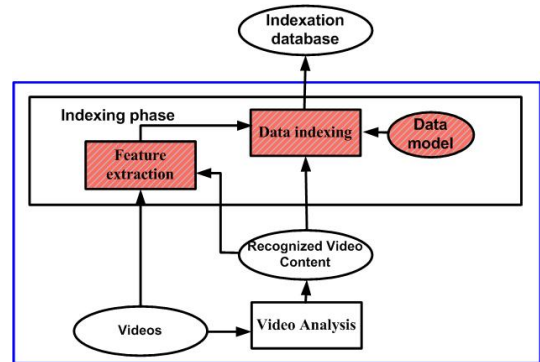 Indexation
database
Indexing phase
Data indexing
Data
model
Feature
extraction
Recognized Video
Content
Videos
Video Analysis